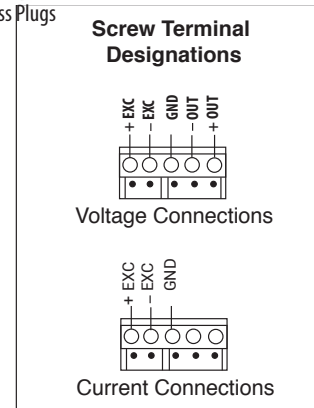 ss Plugs
Screw Terminal
Designations
+ EXC
− EXC
GND
− OUT
+ OUT
Voltage Connections
+ EXC
− EXC
GND
Current Connections